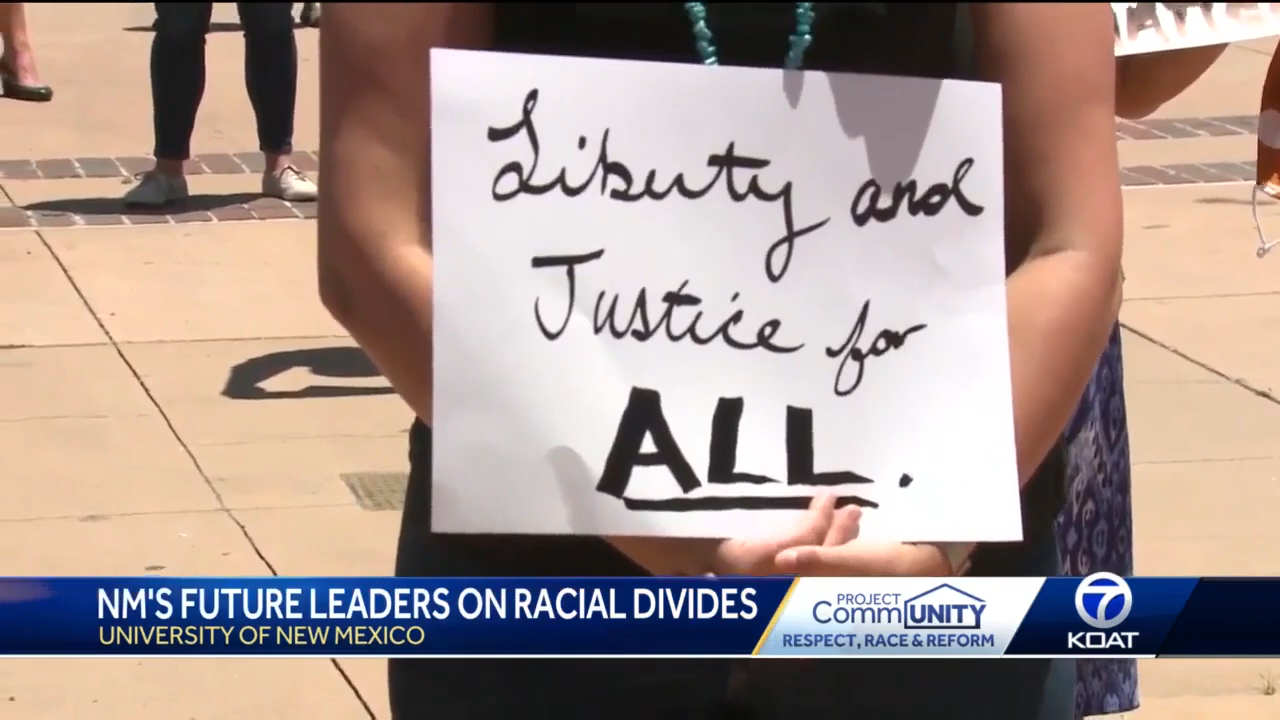 Liberty and
Justice for
ALL.
NM'S FUTURE LEADERS ON RACIAL DIVIDES
UNIVERSITY OF NEW MEXICO
PROJECT
CommUNITY
RESPECT, RACE & REFORM
7
KOAT